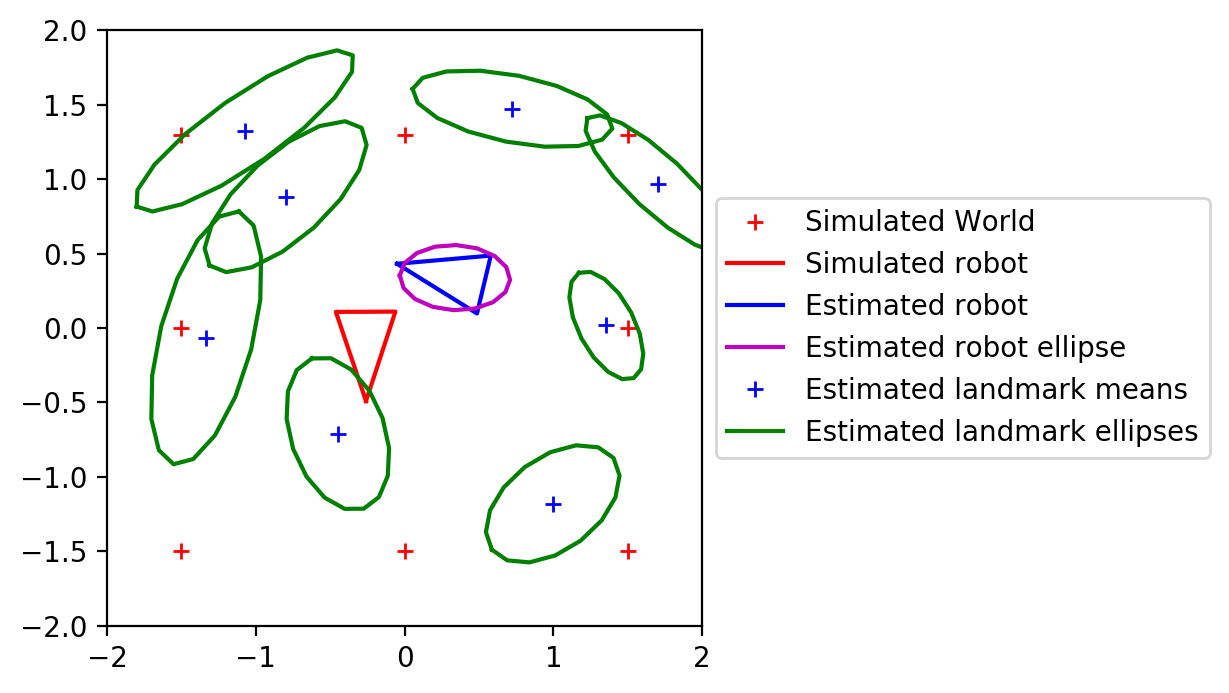 2.0
1.5
1.0
0.5
0.0
−0.5
−1.0
−1.5
−2.0
−2 −1 0 1 2
Simulated World
Simulated robot
Estimated robot
Estimated robot ellipse
Estimated landmark means
Estimated landmark ellipses